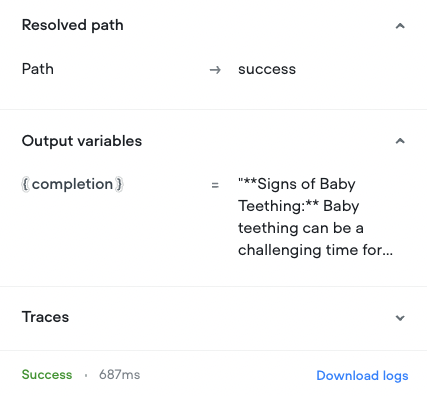 Resolved path
Path → success
Output variables
{completion} = "**Signs of Baby
Teething:** Baby
teething can be a
challenging time for...
Traces
Success · 687ms Download logs